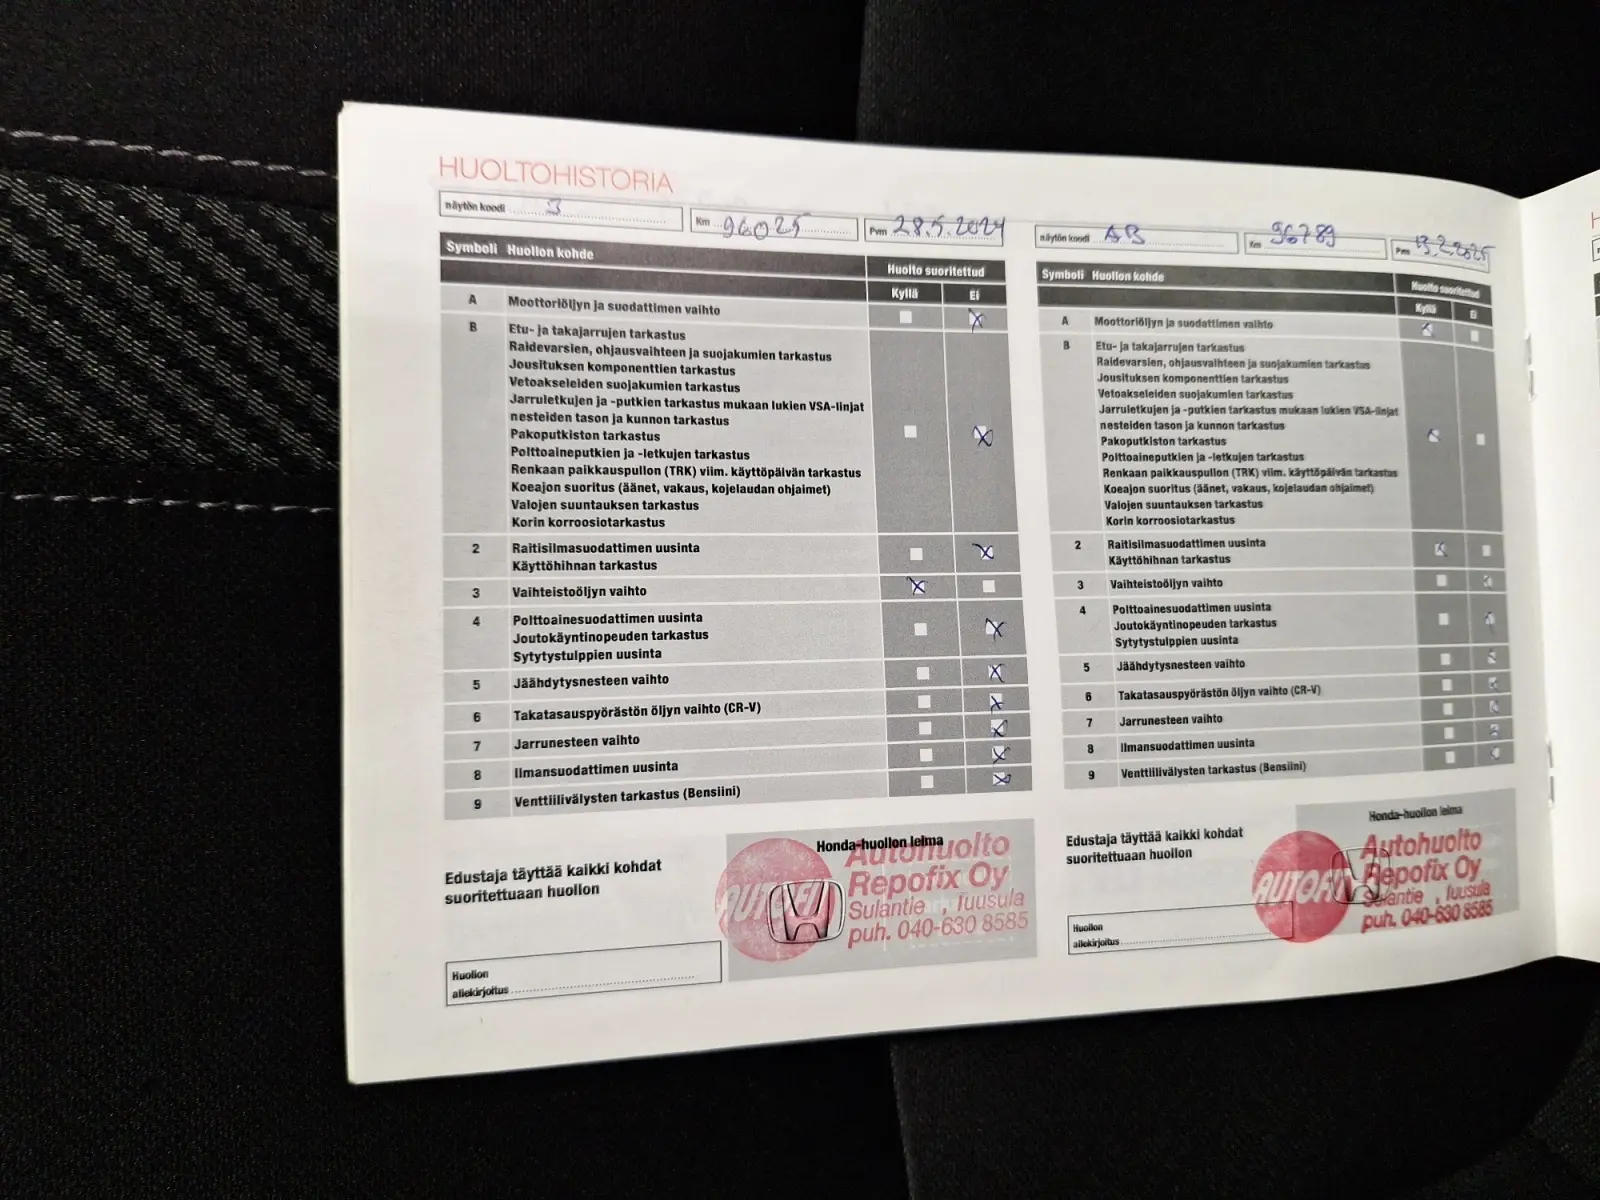 HUOLTOHISTORIA
näytön koodi 3 Km 96025 Pvm 28.5.2024
Symboli Huollon kohde Huolto suoritettud
Kyllä Ei
A Moottoriöljyn ja suodattimen vaihto
B Etu- ja takajarrujen tarkastus
Raidevarsien, ohjausvaihteen ja suojakumien tarkastus
Jousituksen komponenttien tarkastus
Vetoakseleiden suojakumien tarkastus
Jarruletkujen ja -putkien tarkastus mukaan lukien VSA-linjat
nesteiden tason ja kunnon tarkastus
Pakoputkiston tarkastus
Polttoaineputkien ja -letkujen tarkastus
Renkaan paikkauspullon (TRK) viim. käyttöpäivän tarkastus
Koeajon suoritus (äänet, vakaus, kojelaudan ohjaimet)
Valojen suuntauksen tarkastus
Korin korroosiotarkastus
2 Raitisilmasuodattimen uusinta
Käyttöhihnan tarkastus
3 Vaihteistoöljyn vaihto
4 Polttoainesuodattimen uusinta
Joutokäyntinopeuden tarkastus
Sytytystulppien uusinta
5 Jäähdytysnesteen vaihto
6 Takatasauspyörästön öljyn vaihto (CR-V)
7 Jarrunesteen vaihto
8 Ilmansuodattimen uusinta
9 Venttiilivälysten tarkastus (Bensiini)
Edustaja täyttää kaikki kohdat
suoritettuaan huollon
Honda-huollon leima
AUTOFIX
Autohuolto
Repofix Oy
Sulantie , Tuusula
puh. 040-630 8585
Huollon
allekirjoitus
näytön koodi AB Km 96789 Pvm 13.2.2025
Symboli Huollon kohde Huolto suoritettud
Kyllä Ei
A Moottoriöljyn ja suodattimen vaihto
B Etu- ja takajarrujen tarkastus
Raidevarsien, ohjausvaihteen ja suojakumien tarkastus
Jousituksen komponenttien tarkastus
Vetoakseleiden suojakumien tarkastus
Jarruletkujen ja -putkien tarkastus mukaan lukien VSA-linjat
nesteiden tason ja kunnon tarkastus
Pakoputkiston tarkastus
Polttoaineputkien ja -letkujen tarkastus
Renkaan paikkauspullon (TRK) viim. käyttöpäivän tarkastus
Koeajon suoritus (äänet, vakaus, kojelaudan ohjaimet)
Valojen suuntauksen tarkastus
Korin korroosiotarkastus
2 Raitisilmasuodattimen uusinta
Käyttöhihnan tarkastus
3 Vaihteistoöljyn vaihto
4 Polttoainesuodattimen uusinta
Joutokäyntinopeuden tarkastus
Sytytystulppien uusinta
5 Jäähdytysnesteen vaihto
6 Takatasauspyörästön öljyn vaihto (CR-V)
7 Jarrunesteen vaihto
8 Ilmansuodattimen uusinta
9 Venttiilivälysten tarkastus (Bensiini)
Edustaja täyttää kaikki kohdat
suoritettuaan huollon
Honda-huollon leima
AUTOFIX
Autohuolto
Repofix Oy
Sulantie , Tuusula
puh. 040-630 8585
Huollon
allekirjoitus